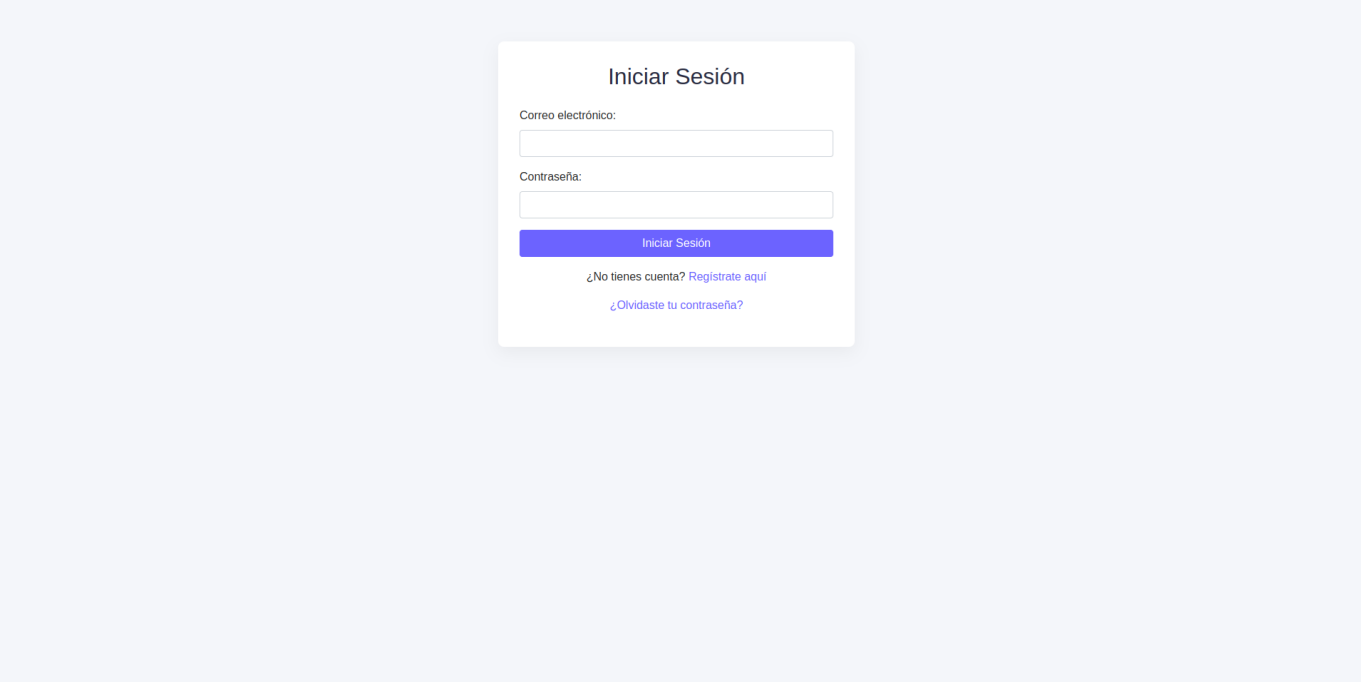 Iniciar Sesión
Correo electrónico:
Contraseña:
Iniciar Sesión
¿No tienes cuenta? Regístrate aquí
¿Olvidaste tu contraseña?